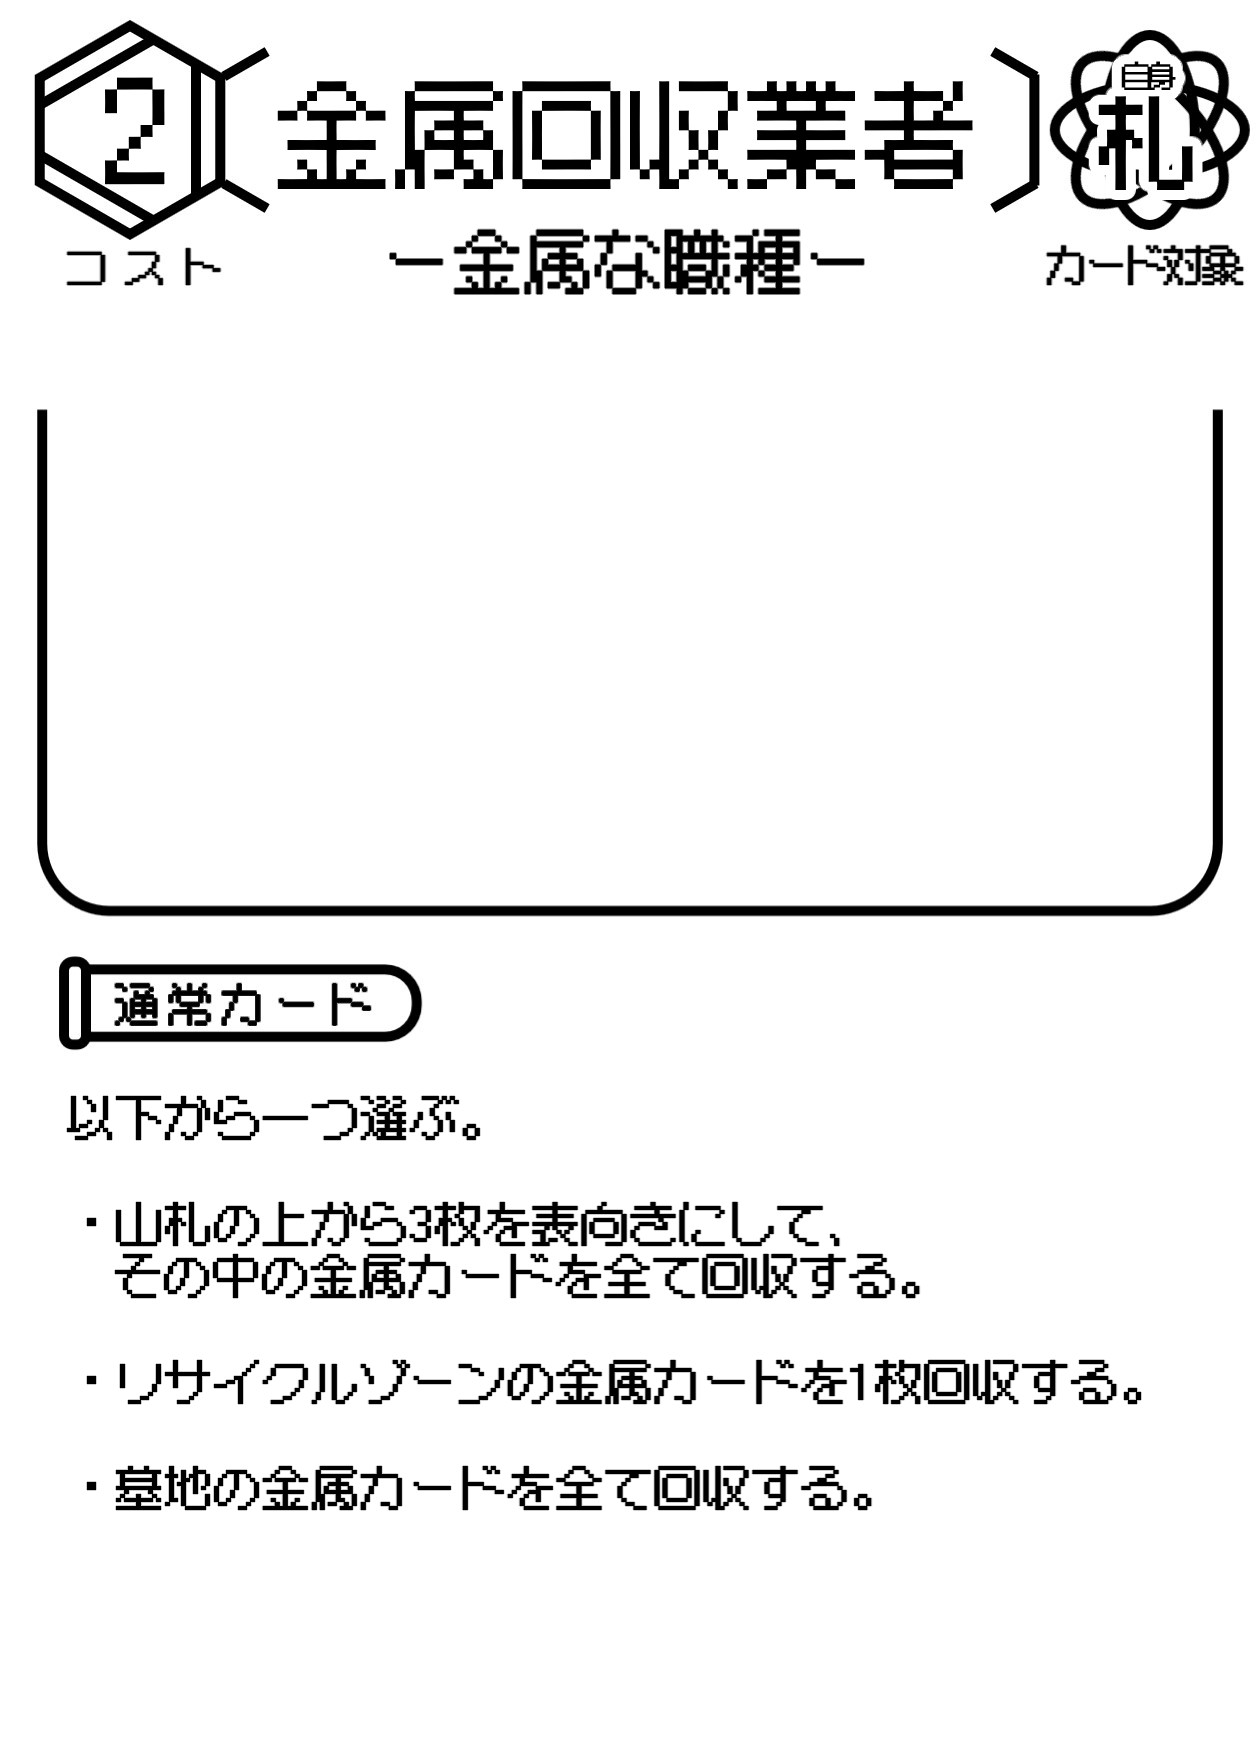 2
金属回収業者
自身
札
コスト
ー金属な職種ー
カード対象
通常カード
以下から一つ選ぶ。
・山札の上から3枚を表向きにして、
その中の金属カードを全て回収する。
・リサイクルゾーンの金属カードを1枚回収する。
・墓地の金属カードを全て回収する。